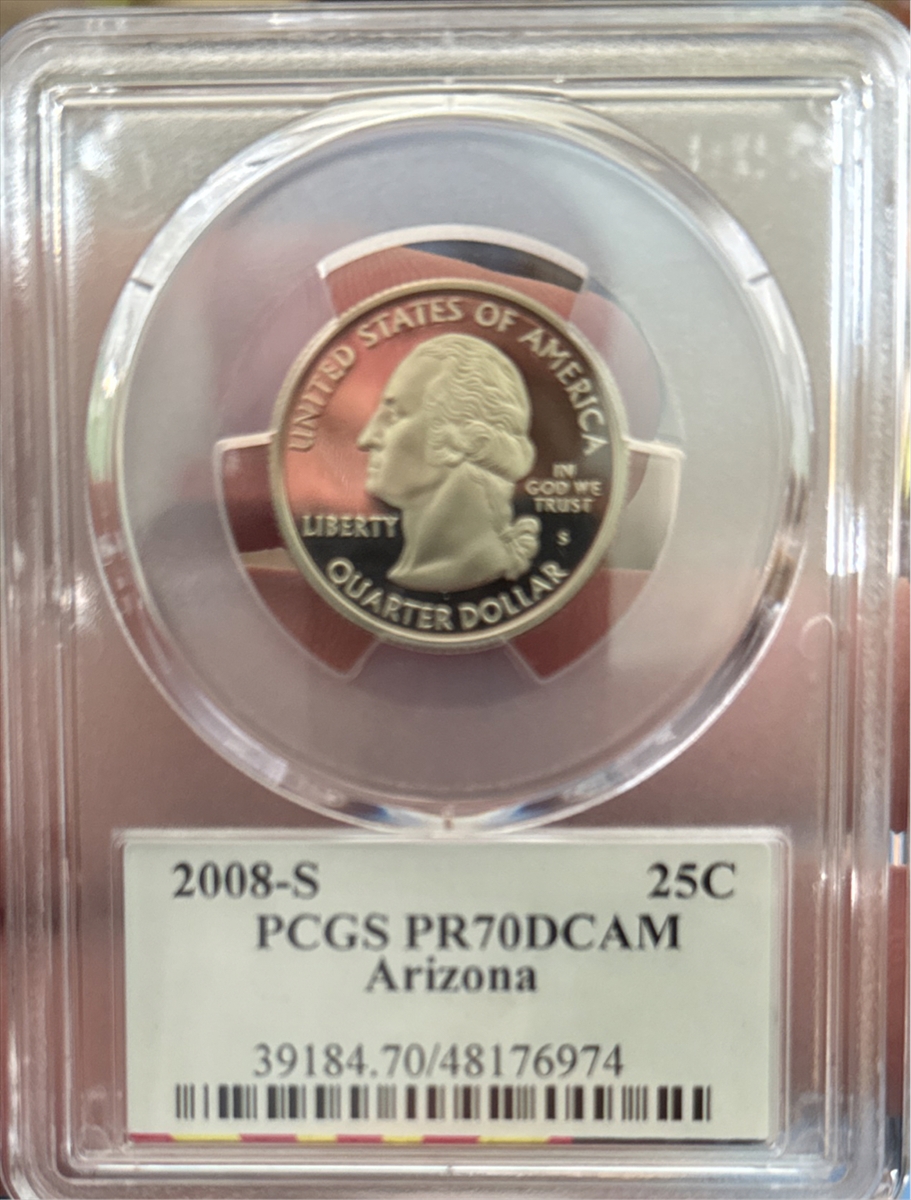 UNITED STATES OF AMERICA
IN
GOD WE
TRUST
LIBERTY
S
QUARTER DOLLAR
2008-S 25C
PCGS PR70DCAM
Arizona
39184.70/48176974